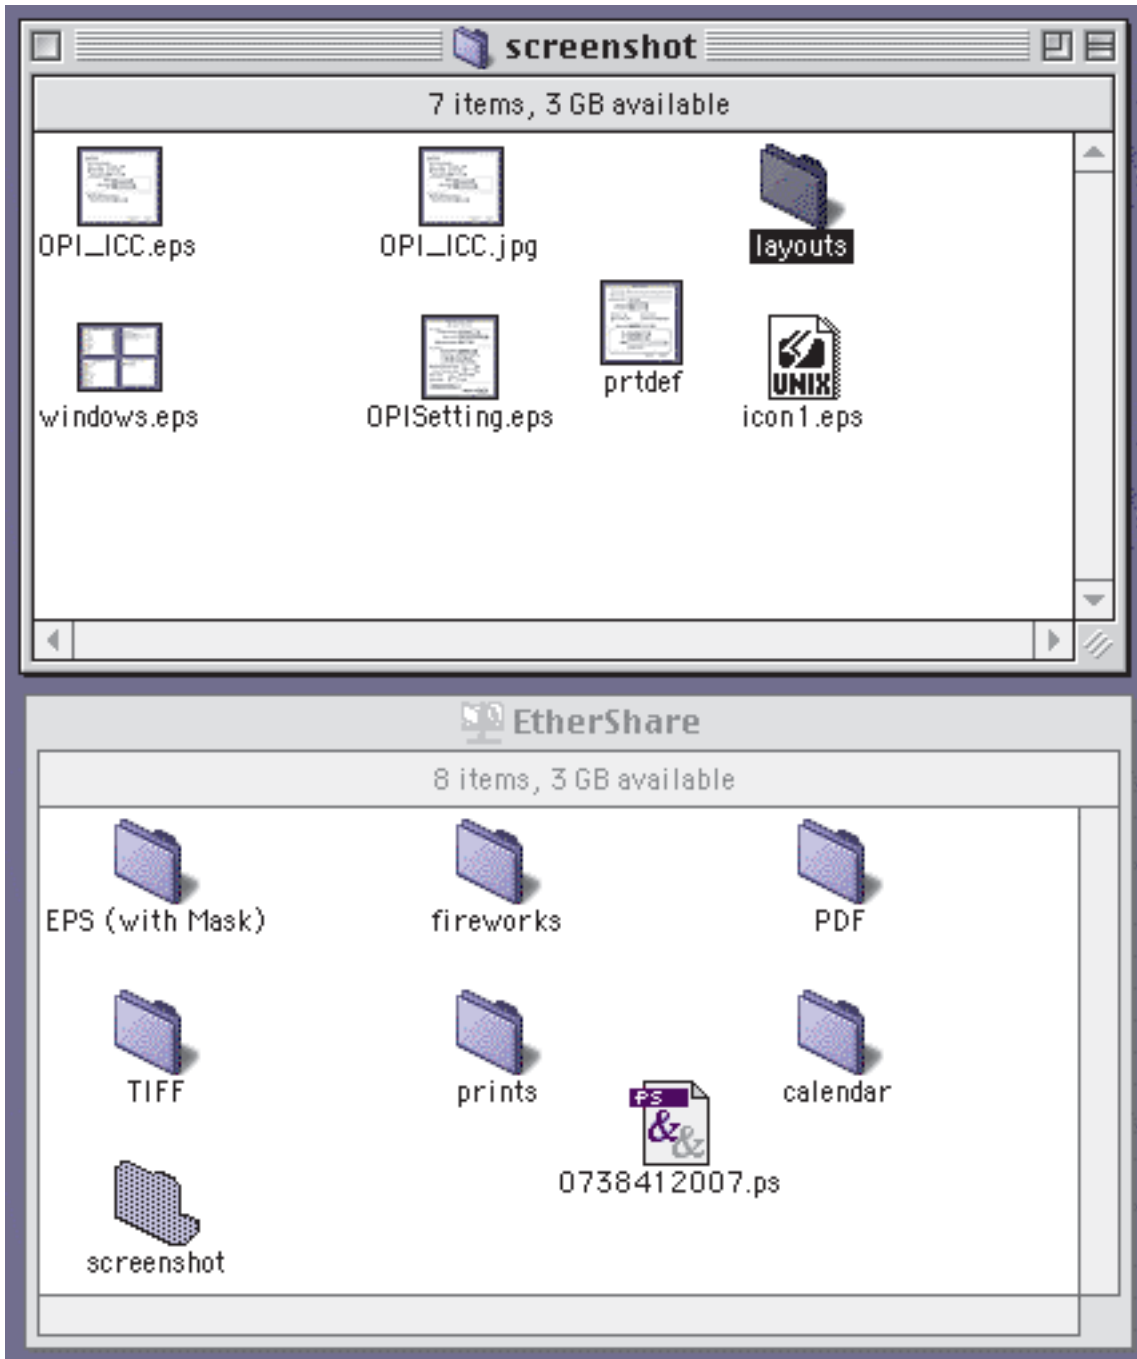 screenshot
7 items, 3 GB available
OPI_ICC.eps
OPI_ICC.jpg
layouts
windows.eps
OPISetting.eps
prtdef
UNIX
icon1.eps
EtherShare
8 items, 3 GB available
EPS (with Mask)
fireworks
PDF
TIFF
prints
calendar
PS
&&
0738412007.ps
screenshot